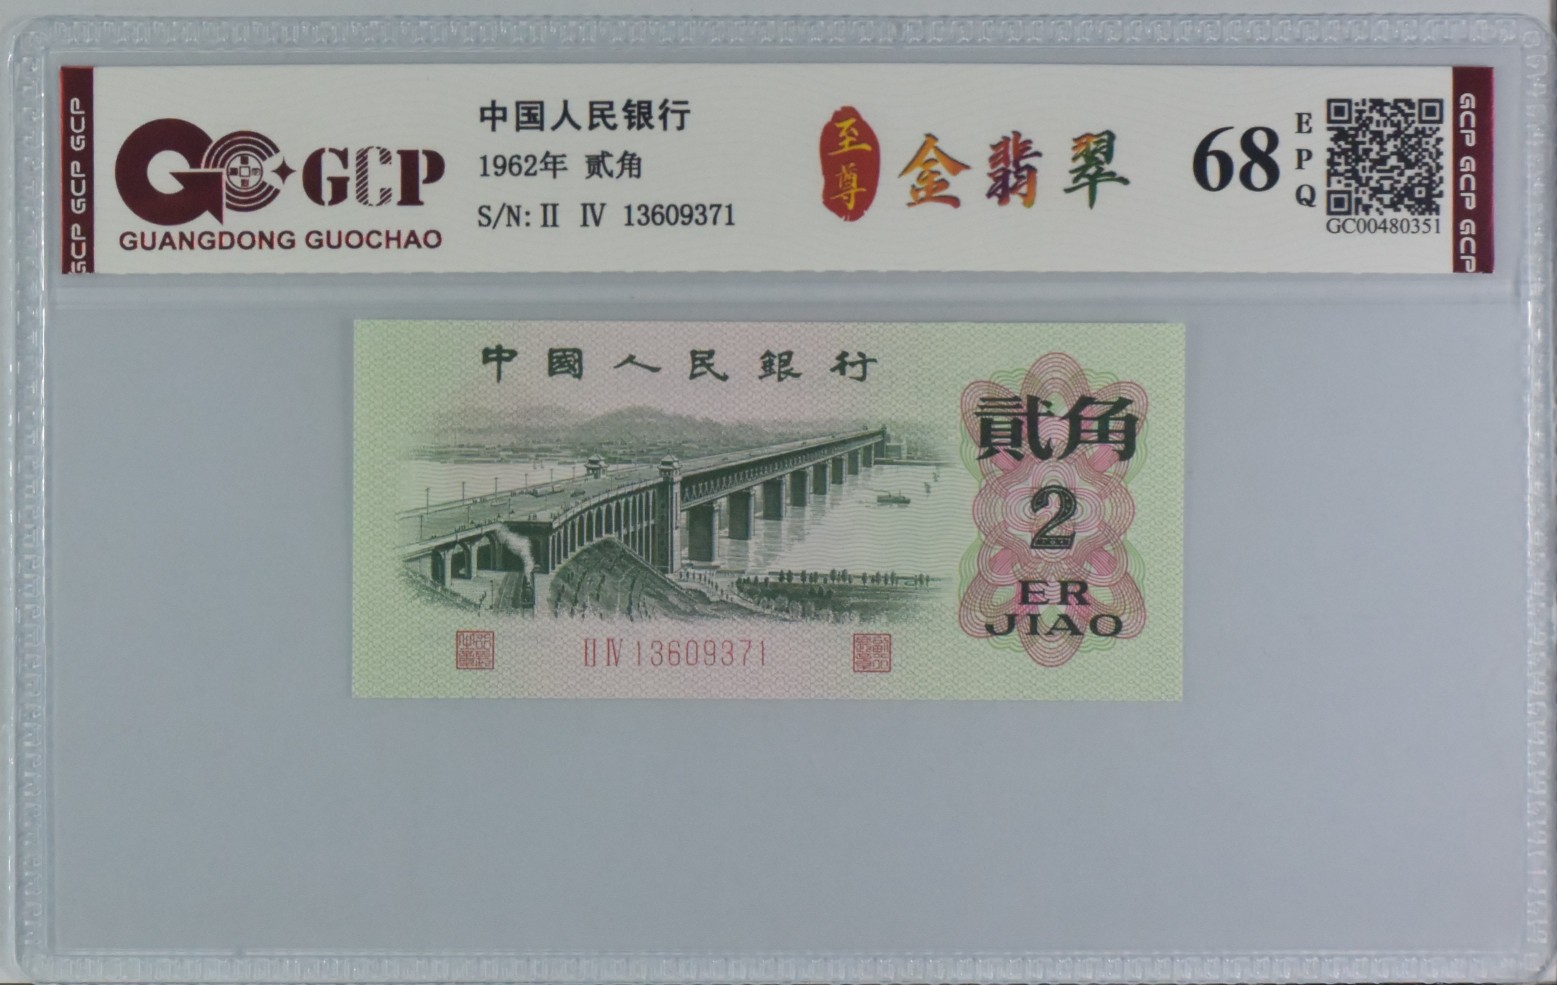 GCP GCP GCP
GCP
GUANGDONG GUOCHAO
中国人民银行
1962年 贰角
S/N: II IV 13609371
至尊
金翡翠
68
EPQ
GC00480351
GCP GCP GCP
中國人民銀行
貳角
2
ER
JIAO
II IV 13609371